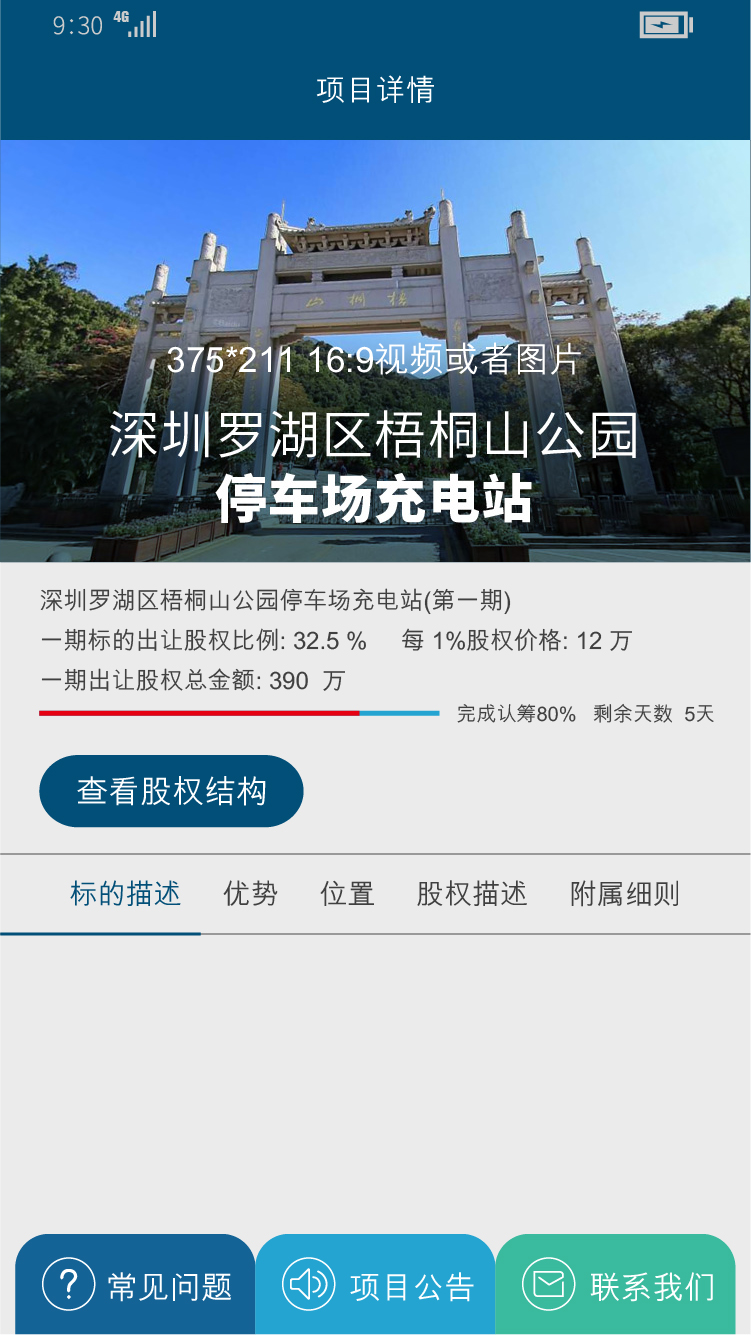 9:30 4G
项目详情
山桐梧
375*211 16:9视频或者图片
深圳罗湖区梧桐山公园
停车场充电站
深圳罗湖区梧桐山公园停车场充电站(第一期)
一期标的出让股权比例: 32.5 % 每 1%股权价格: 12 万
一期出让股权总金额: 390 万
完成认筹80% 剩余天数 5天
查看股权结构
标的描述 优势 位置 股权描述 附属细则
? 常见问题 项目公告 联系我们